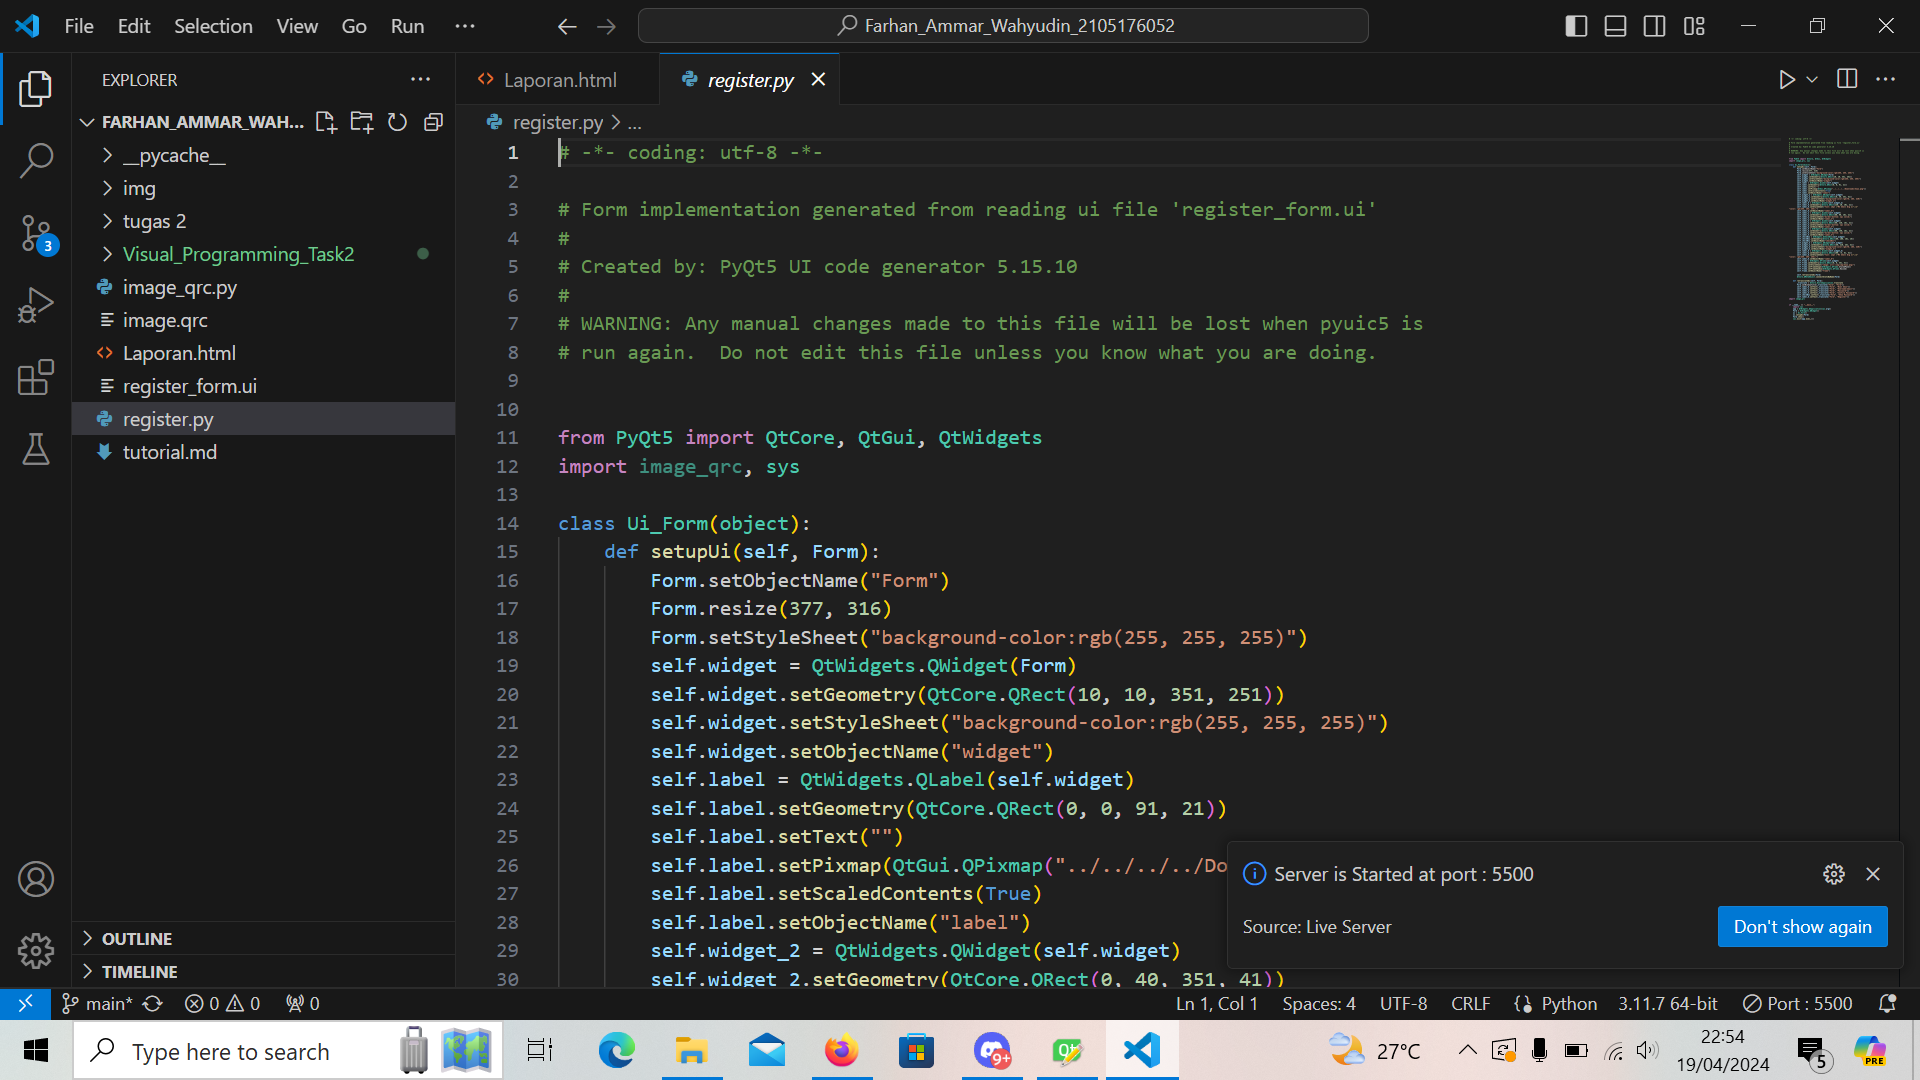 File Edit Selection View Go Run ···
Farhan_Ammar_Wahyudin_2105176052
EXPLORER
FARHAN_AMMAR_WAH...
__pycache__
img
tugas 2
Visual_Programming_Task2
image_qrc.py
image.qrc
Laporan.html
register_form.ui
register.py
tutorial.md
OUTLINE
TIMELINE
3
Laporan.html
register.py
register.py > ...
1 # -*- coding: utf-8 -*-
2
3 # Form implementation generated from reading ui file 'register_form.ui'
4 #
5 # Created by: PyQt5 UI code generator 5.15.10
6 #
7 # WARNING: Any manual changes made to this file will be lost when pyuic5 is
8 # run again.  Do not edit this file unless you know what you are doing.
9
10
11 from PyQt5 import QtCore, QtGui, QtWidgets
12 import image_qrc, sys
13
14 class Ui_Form(object):
15     def setupUi(self, Form):
16         Form.setObjectName("Form")
17         Form.resize(377, 316)
18         Form.setStyleSheet("background-color:rgb(255, 255, 255)")
19         self.widget = QtWidgets.QWidget(Form)
20         self.widget.setGeometry(QtCore.QRect(10, 10, 351, 251))
21         self.widget.setStyleSheet("background-color:rgb(255, 255, 255)")
22         self.widget.setObjectName("widget")
23         self.label = QtWidgets.QLabel(self.widget)
24         self.label.setGeometry(QtCore.QRect(0, 0, 91, 21))
25         self.label.setText("")
26         self.label.setPixmap(QtGui.QPixmap("../../../../Do
27         self.label.setScaledContents(True)
28         self.label.setObjectName("label")
29         self.widget_2 = QtWidgets.QWidget(self.widget)
30         self.widget_2.setGeometry(QtCore.QRect(0, 40, 351, 41))
Server is Started at port : 5500
Source: Live Server
Don't show again
main* 0 0 0 Ln 1, Col 1 Spaces: 4 UTF-8 CRLF Python 3.11.7 64-bit Port : 5500
Type here to search
9+
Qt
27°C
22:54
19/04/2024
5
PRE